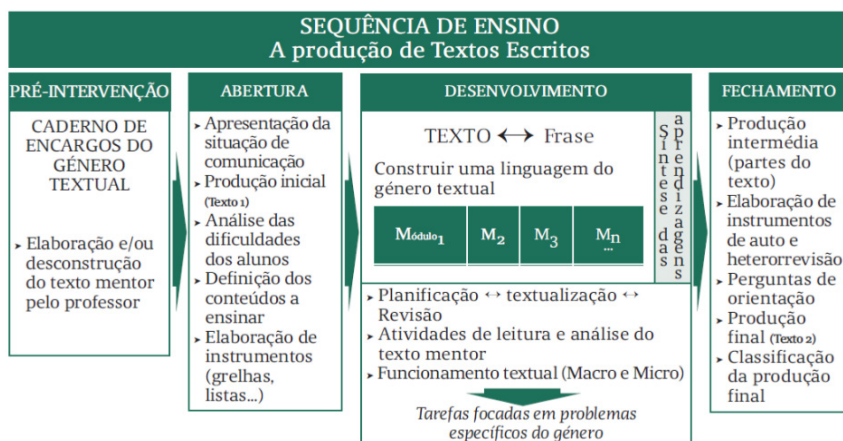 SEQUÊNCIA DE ENSINO
A produção de Textos Escritos
PRÉ-INTERVENÇÃO
CADERNO DE
ENCARGOS DO
GÉNERO
TEXTUAL
➤ Elaboração e/ou
desconstrução
do texto mentor
pelo professor
ABERTURA
➤ Apresentação da
situação de
comunicação
➤ Produção inicial
(Texto 1)
➤ Análise das
dificuldades
dos alunos
➤ Definição dos
conteúdos a
ensinar
➤ Elaboração de
instrumentos
(grelhas,
listas...)
DESENVOLVIMENTO
TEXTO ↔ Frase
Construir uma linguagem do
género textual
Módulo1 M2 M3 Mn
...
Síntese das
aprendizagens
➤ Planificação ↔ textualização ↔
Revisão
➤ Atividades de leitura e análise do
texto mentor
➤ Funcionamento textual (Macro e Micro)
Tarefas focadas em problemas
específicos do género
FECHAMENTO
➤ Produção
intermédia
(partes do
texto)
➤ Elaboração de
instrumentos
de auto e
heterorrevisão
➤ Perguntas de
orientação
➤ Produção
final (Texto 2)
➤ Classificação
da produção
final